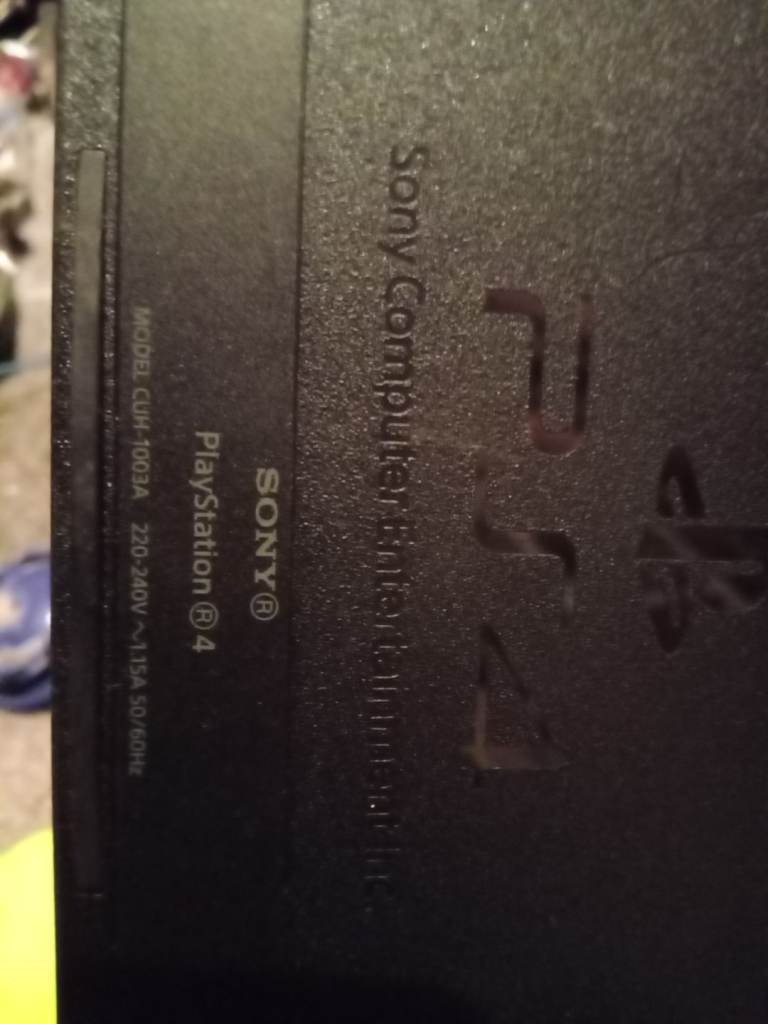 PS4
Sony Computer Entertainment Inc.
SONY®
PlayStation®4
MODEL CUH-1003A 220-240V ~ 1.15A 50/60Hz